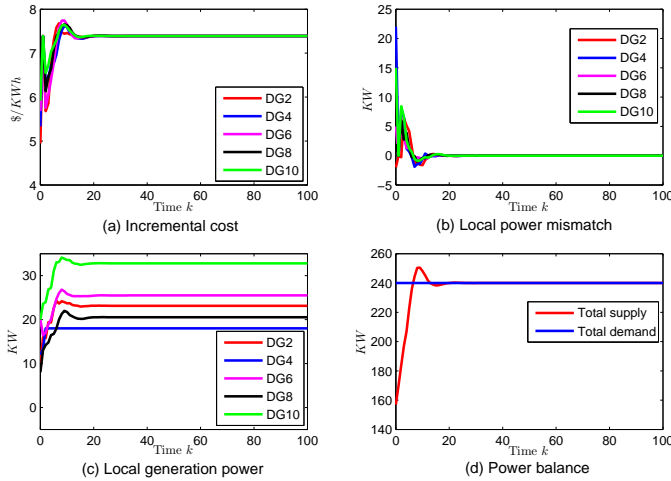 8
7
6
5
4
$/KWh
DG2
DG4
DG6
DG8
DG10
0 20 40 60 80 100
Time k
(a) Incremental cost
25
20
15
10
5
0
−5
KW
DG2
DG4
DG6
DG8
DG10
0 20 40 60 80 100
Time k
(b) Local power mismatch
30
20
10
0
KW
DG2
DG4
DG6
DG8
DG10
0 20 40 60 80 100
Time k
(c) Local generation power
260
240
220
200
180
160
140
KW
Total supply
Total demand
0 20 40 60 80 100
Time k
(d) Power balance